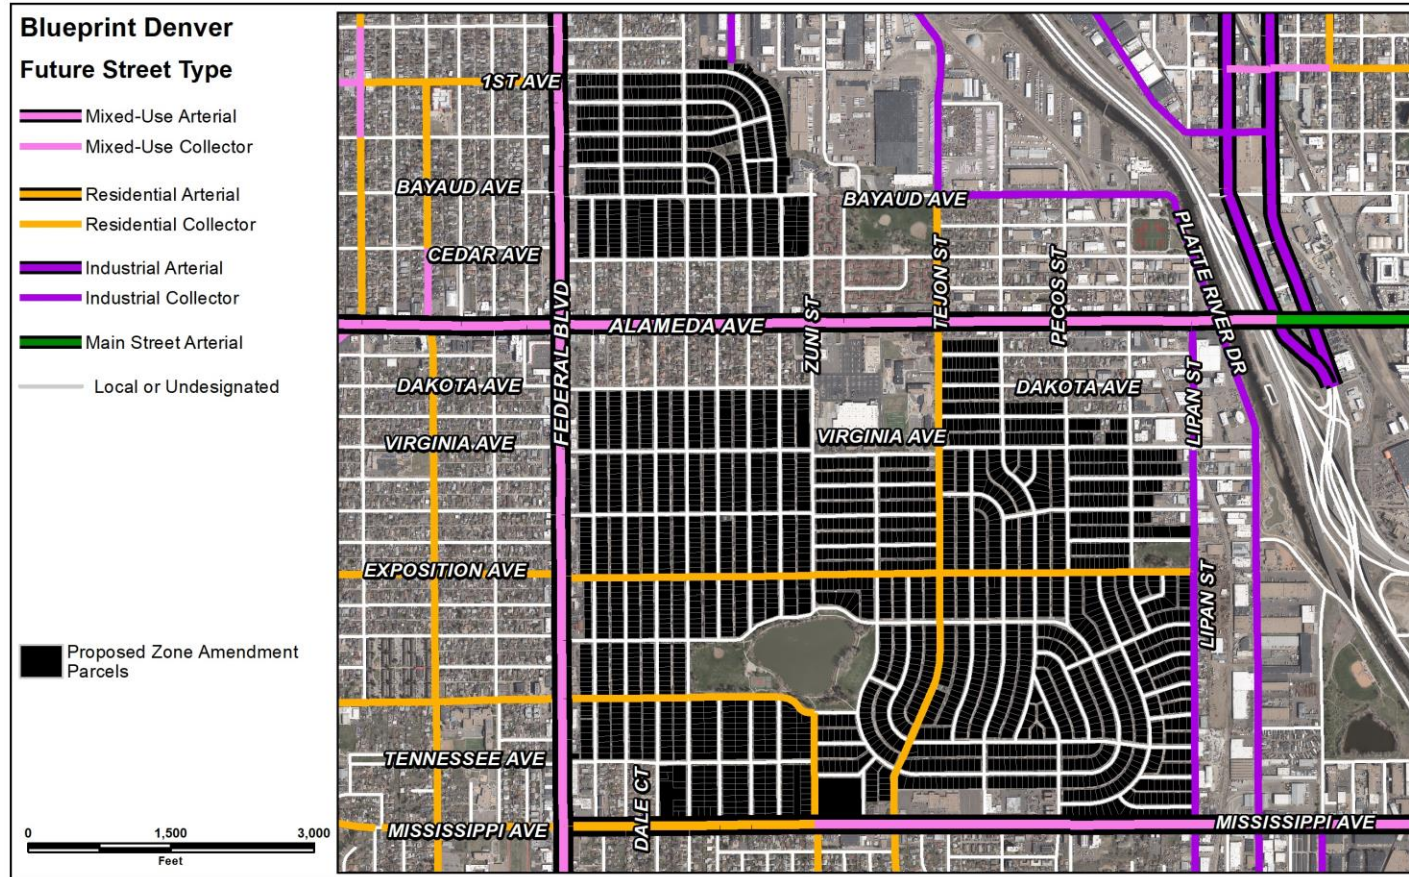 Blueprint Denver
Future Street Type
Mixed-Use Arterial
Mixed-Use Collector
Residential Arterial
Residential Collector
Industrial Arterial
Industrial Collector
Main Street Arterial
Local or Undesignated
Proposed Zone Amendment
Parcels
0 1,500 3,000
Feet
1ST AVE
BAYAUD AVE
BAYAUD AVE
CEDAR AVE
FEDERAL BLVD
ALAMEDA AVE
ZUNI ST
TEJON ST
PECOS ST
PLATTE RIVER DR
DAKOTA AVE
DAKOTA AVE
LIPAN ST
VIRGINIA AVE
VIRGINIA AVE
EXPOSITION AVE
LIPAN ST
TENNESSEE AVE
DALE CT
MISSISSIPPI AVE
MISSISSIPPI AVE